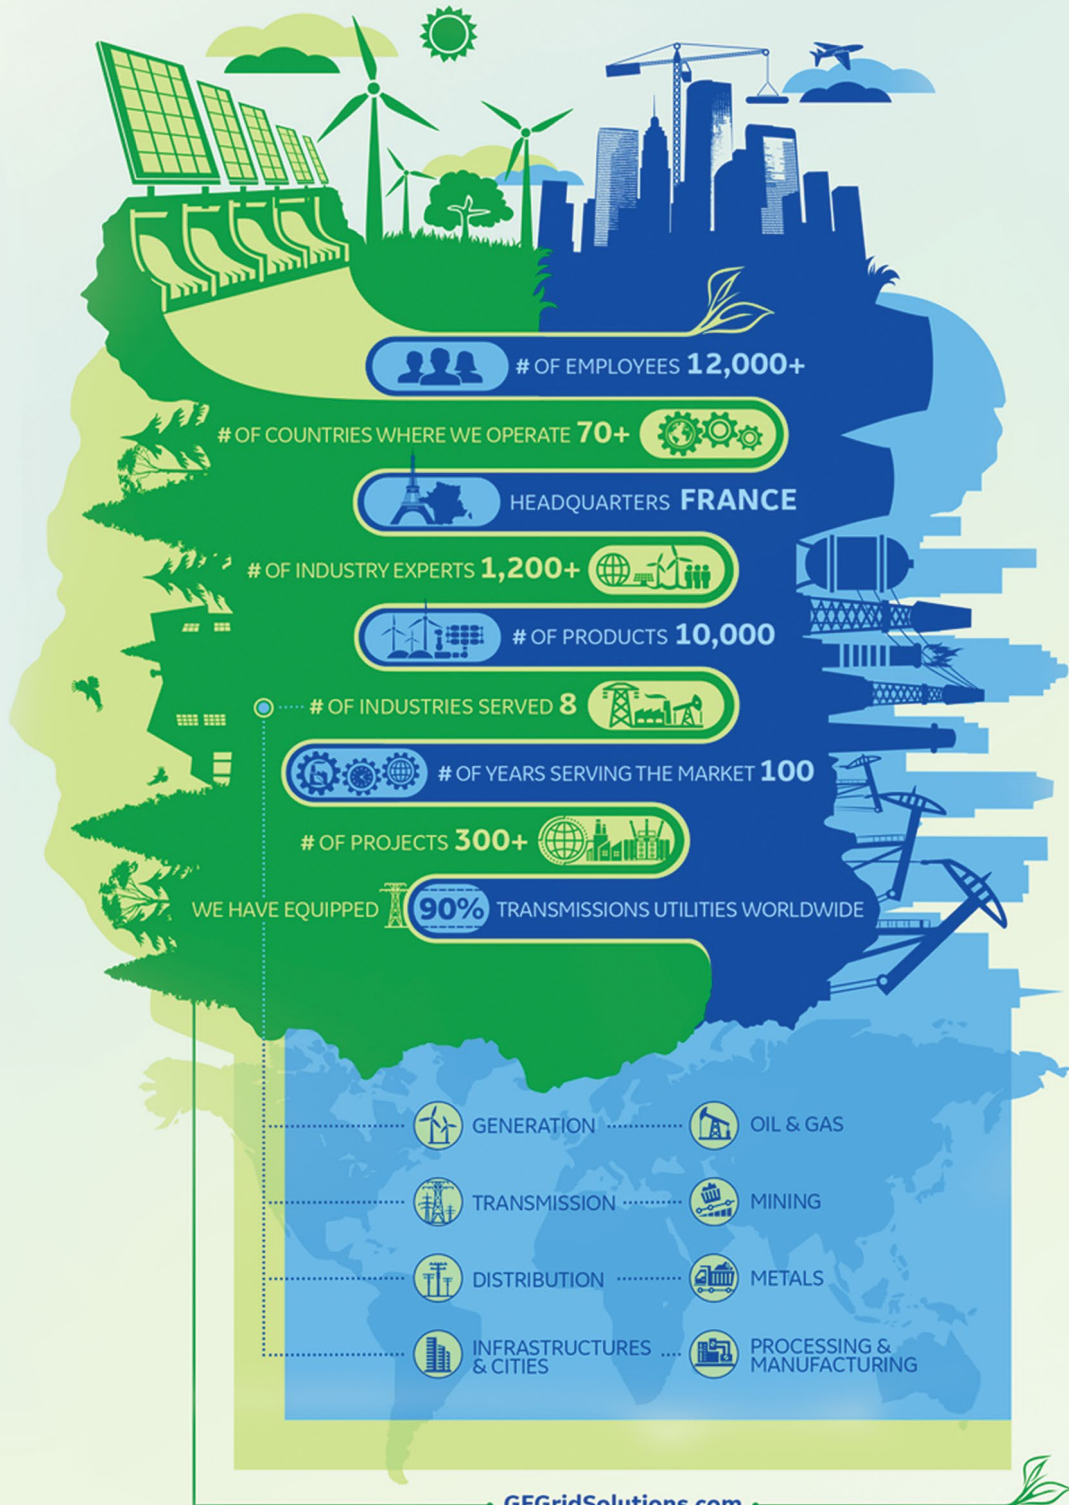 # OF EMPLOYEES 12,000+
# OF COUNTRIES WHERE WE OPERATE 70+
HEADQUARTERS FRANCE
# OF INDUSTRY EXPERTS 1,200+
# OF PRODUCTS 10,000
# OF INDUSTRIES SERVED 8
# OF YEARS SERVING THE MARKET 100
# OF PROJECTS 300+
WE HAVE EQUIPPED 90% TRANSMISSIONS UTILITIES WORLDWIDE
GENERATION
OIL & GAS
TRANSMISSION
MINING
DISTRIBUTION
METALS
INFRASTRUCTURES
& CITIES
PROCESSING &
MANUFACTURING
GEGridSolutions.com